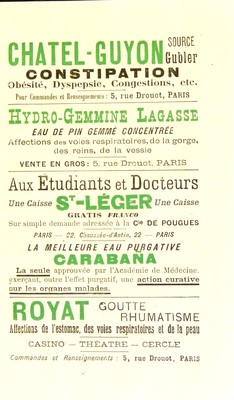 CHATEL-GUYON SOURCE Gubler
CONSTIPATION
Obésité, Dyspepsie, Congestions, etc.
Pour Commandes et Renseignements : 5, rue Drouot, PARIS
HYDRO-GEMMINE LAGASSE
EAU DE PIN GEMMÉ CONCENTRÉE
Affections des voies respiratoires, de la gorge,
des reins, de la vessie
VENTE EN GROS : 5, rue Drouot, PARIS
Aux Etudiants et Docteurs
Une Caisse ST-LÉGER Une Caisse
GRATIS FRANCO
Sur simple demande adressée à la Cie DE POUGUES
PARIS — 22, Chaussée-d'Antin, 22 — PARIS
LA MEILLEURE EAU PURGATIVE
CARABAÑA
La seule approuvée par l'Académie de Médecine,
exerçant, outre l'effet purgatif, une action curative
sur les organes malades.
ROYAT GOUTTE
RHUMATISME
Affections de l'estomac, des voies respiratoires et de la peau
CASINO — THÉATRE — CERCLE
Commandes et Renseignements : 5, rue Drouot, PARIS